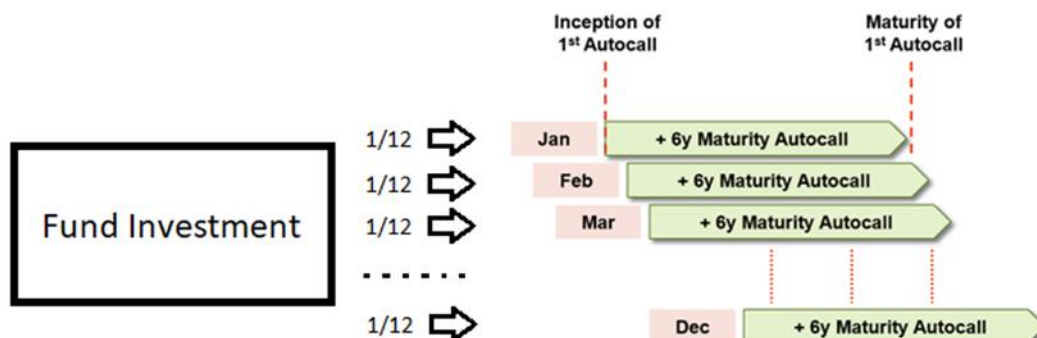 Inception of
1st Autocall
Maturity of
1st Autocall
Fund Investment
1/12
Jan
+ 6y Maturity Autocall
1/12
Feb
+ 6y Maturity Autocall
1/12
Mar
+ 6y Maturity Autocall
1/12
Dec
+ 6y Maturity Autocall